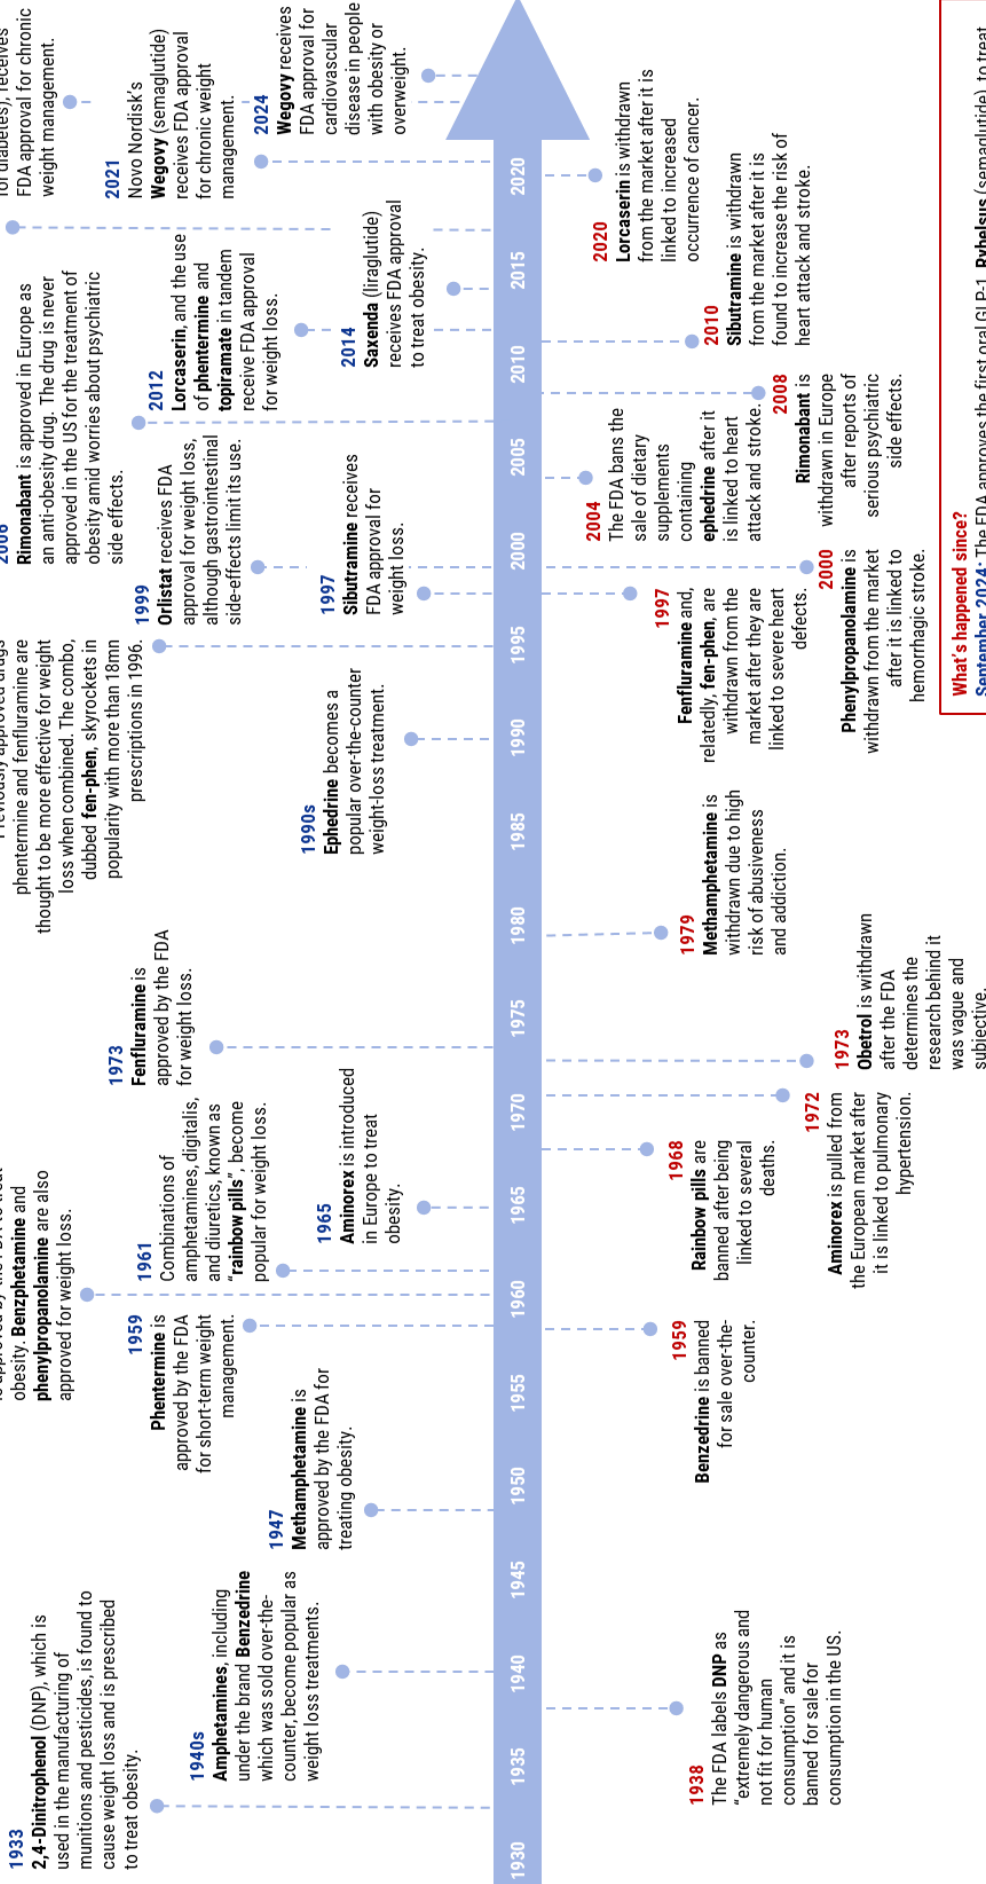 1933
2,4-Dinitrophenol (DNP), which is
used in the manufacturing of
munitions and pesticides, is found to
cause weight loss and is prescribed
to treat obesity.
1940s
Amphetamines, including
under the brand Benzedrine
which was sold over-the-
counter, become popular as
weight loss treatments.
1947
Methamphetamine is
approved by the FDA for
treating obesity.
1959
Phentermine is
approved by the FDA
for short-term weight
management.
obesity. Benzphetamine and
phenylpropanolamine are also
approved for weight loss.
1961
Combinations of
amphetamines, digitalis,
and diuretics, known as
“rainbow pills”, become
popular for weight loss.
1965
Aminorex is introduced
in Europe to treat
obesity.
1973
Fenfluramine is
approved by the FDA
for weight loss.
phentermine and fenfluramine are
thought to be more effective for weight
loss when combined. The combo,
dubbed fen-phen, skyrockets in
popularity with more than 18mn
prescriptions in 1996.
1990s
Ephedrine becomes a
popular over-the-counter
weight-loss treatment.
1999
Orlistat receives FDA
approval for weight loss,
although gastrointestinal
side-effects limit its use.
1997
Sibutramine receives
FDA approval for
weight loss.
2006
Rimonabant is approved in Europe as
an anti-obesity drug. The drug is never
approved in the US for the treatment of
obesity amid worries about psychiatric
side effects.
2012
Lorcaserin, and the use
of phentermine and
topiramate in tandem
receive FDA approval
for weight loss.
2014
Saxenda (liraglutide)
receives FDA approval
to treat obesity.
for diabetes), receives
FDA approval for chronic
weight management.
2021
Novo Nordisk's
Wegovy (semaglutide)
receives FDA approval
for chronic weight
management.
2024
Wegovy receives
FDA approval for
cardiovascular
disease in people
with obesity or
overweight.
1930 1935 1940 1945 1950 1955 1960 1965 1970 1975 1980 1985 1990 1995 2000 2005 2010 2015 2020
1938
The FDA labels DNP as
“extremely dangerous and
not fit for human
consumption” and it is
banned for sale for
consumption in the US.
1959
Benzedrine is banned
for sale over-the-
counter.
1968
Rainbow pills are
banned after being
linked to several
deaths.
1972
Aminorex is pulled from
the European market after
it is linked to pulmonary
hypertension.
1973
Obetrol is withdrawn
after the FDA
determines the
research behind it
was vague and
subjective.
1979
Methamphetamine is
withdrawn due to high
risk of abusiveness
and addiction.
1997
Fenfluramine and,
relatedly, fen-phen, are
withdrawn from the
market after they are
linked to severe heart
defects.
2000
Phenylpropanolamine is
withdrawn from the market
after it is linked to
hemorrhagic stroke.
2004
The FDA bans the
sale of dietary
supplements
containing
ephedrine after it
is linked to heart
attack and stroke.
2008
Rimonabant is
withdrawn in Europe
after reports of
serious psychiatric
side effects.
2010
Sibutramine is withdrawn
from the market after it is
found to increase the risk of
heart attack and stroke.
2020
Lorcaserin is withdrawn
from the market after it is
linked to increased
occurrence of cancer.
What's happened since?
September 2024: The FDA approves the first oral GLP-1, Rybelsus (semaglutide), to treat